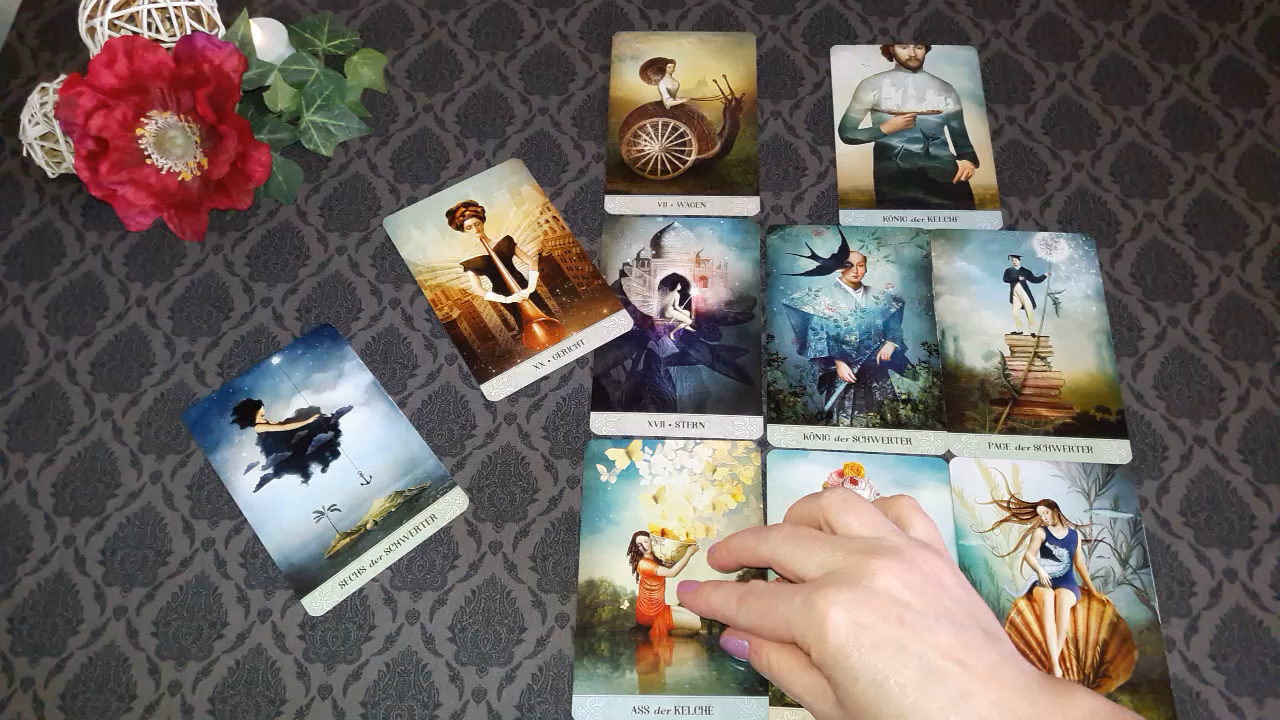 VII • WAGEN
KÖNIG der KELCHE
XX • GERICHT
XVII • STERN
KÖNIG der SCHWERTER
PAGE der SCHWERTER
SECHS der SCHWERTER
ASS der KELCHE